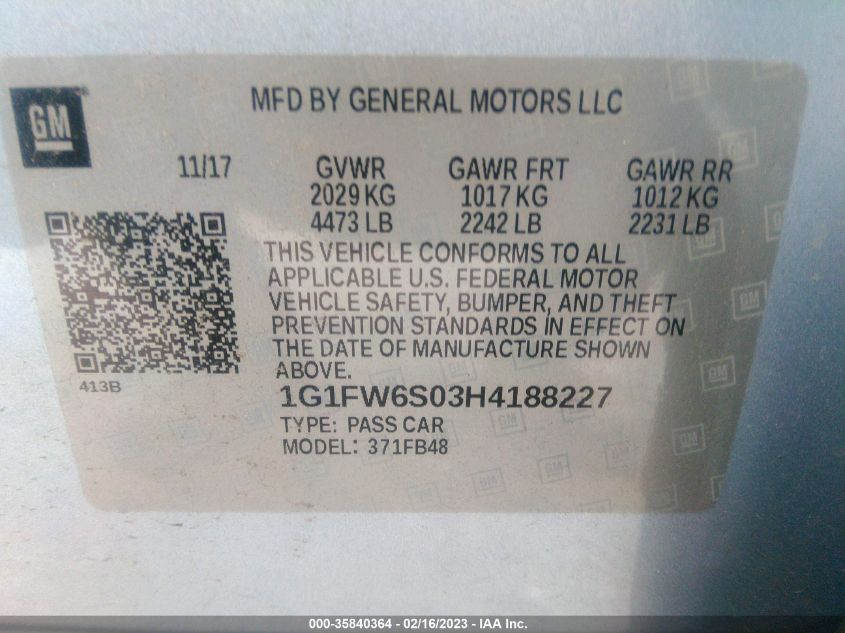 GM
MFD BY GENERAL MOTORS LLC
11/17 GVWR GAWR FRT GAWR RR
2029 KG 1017 KG 1012 KG
4473 LB 2242 LB 2231 LB
THIS VEHICLE CONFORMS TO ALL
APPLICABLE U.S. FEDERAL MOTOR
VEHICLE SAFETY, BUMPER, AND THEFT
PREVENTION STANDARDS IN EFFECT ON
THE DATE OF MANUFACTURE SHOWN
ABOVE.
413B
1G1FW6S03H4188227
TYPE: PASS CAR
MODEL: 371FB48
000-35840364 - 02/16/2023 - IAA Inc.